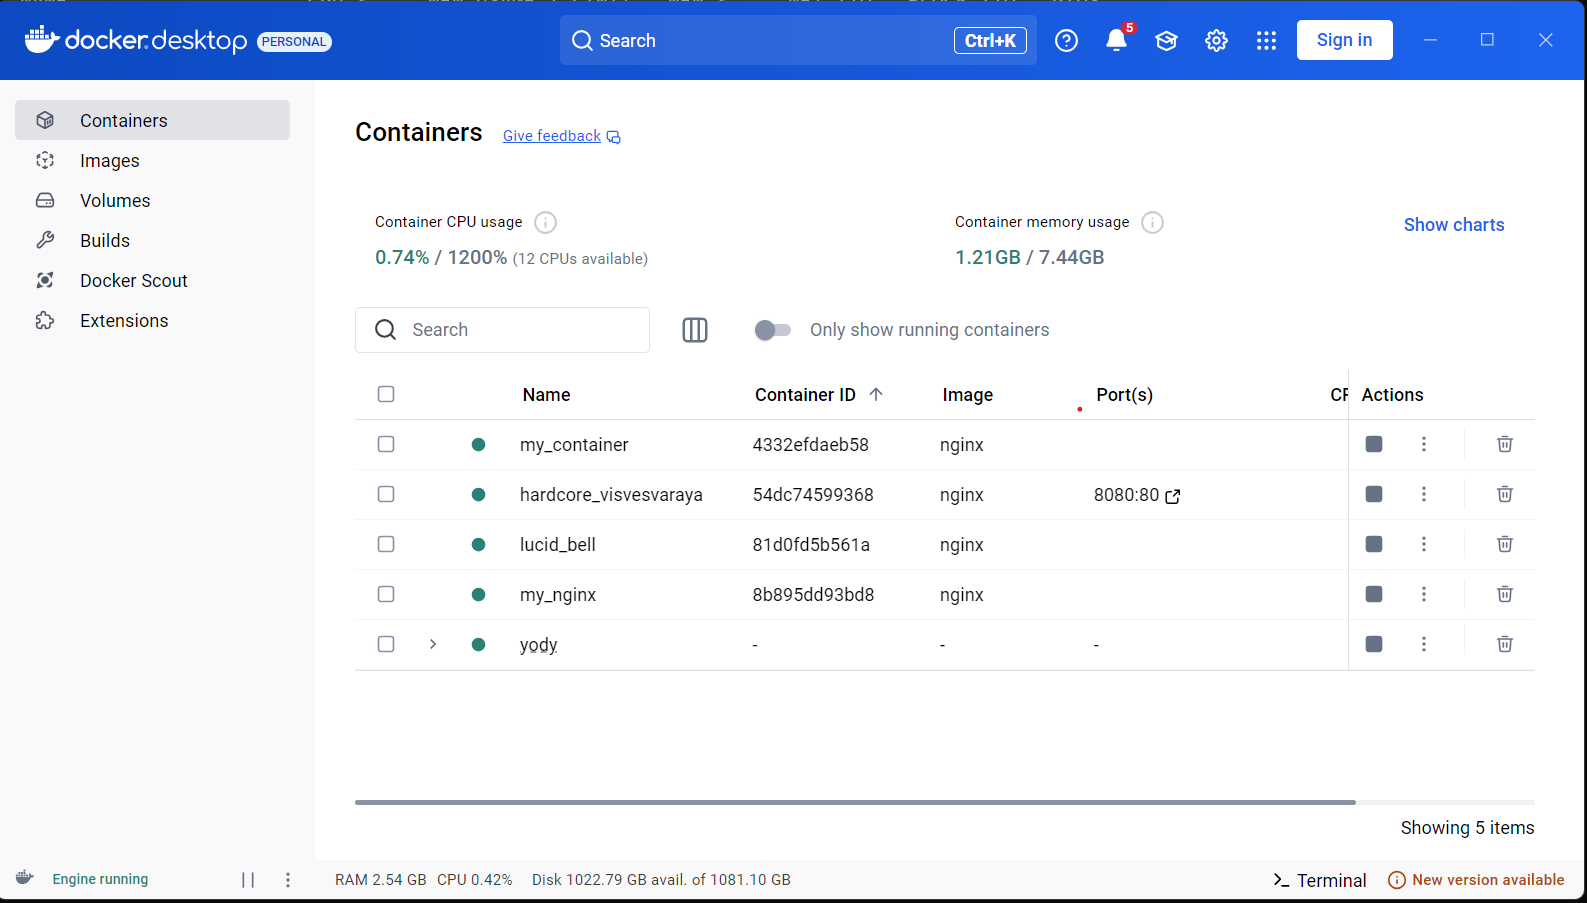 docker.desktop PERSONAL
Search Ctrl+K
5
Sign in
Containers
Images
Volumes
Builds
Docker Scout
Extensions
Containers Give feedback
Container CPU usage
0.74% / 1200% (12 CPUs available)
Container memory usage
1.21GB / 7.44GB
Show charts
Search
Only show running containers
Name Container ID Image Port(s) Actions
my_container 4332efdaeb58 nginx
hardcore_visvesvaraya 54dc74599368 nginx 8080:80
lucid_bell 81d0fd5b561a nginx
my_nginx 8b895dd93bd8 nginx
yody - - -
Showing 5 items
Engine running RAM 2.54 GB CPU 0.42% Disk 1022.79 GB avail. of 1081.10 GB Terminal New version available